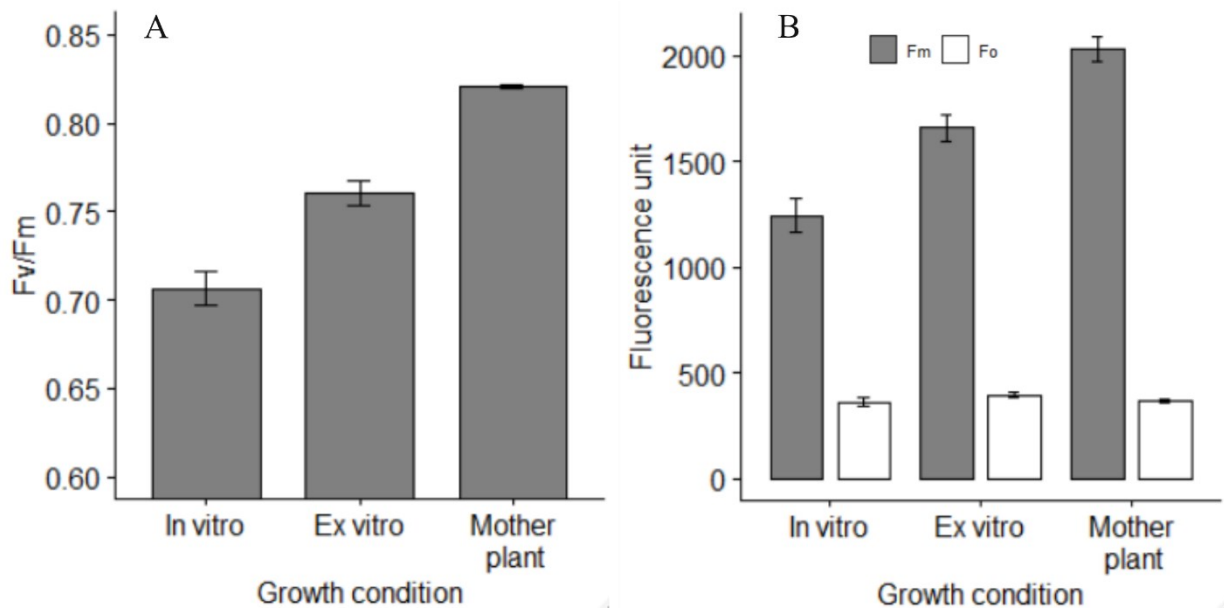 A
0.85
0.80
0.75
0.70
0.65
0.60
Fv/Fm
In vitro
Ex vitro
Mother
plant
Growth condition
B
Fm
Fo
2000
1500
1000
500
0
Fluorescence unit
In vitro
Ex vitro
Mother
plant
Growth condition